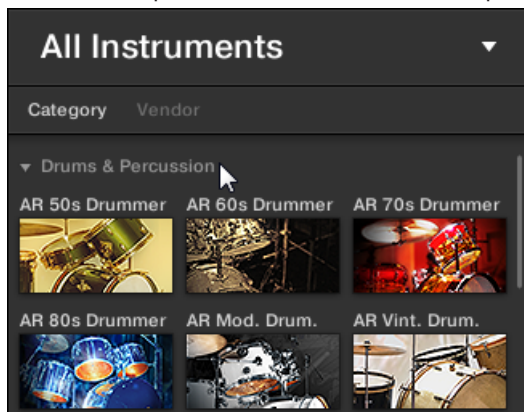 All Instruments
Category Vendor
Drums & Percussion
AR 50s Drummer AR 60s Drummer AR 70s Drummer
AR 80s Drummer AR Mod. Drum. AR Vint. Drum.